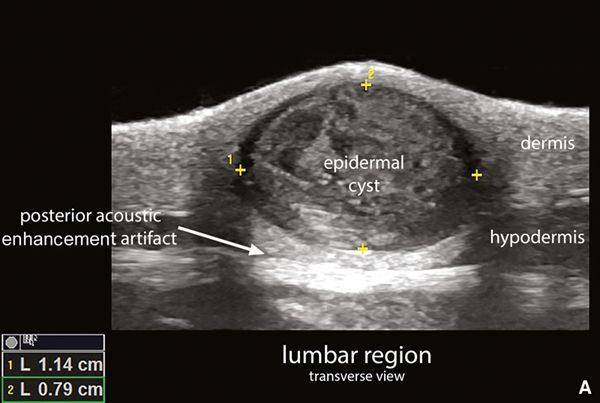 2
dermis
1
epidermal
cyst
posterior acoustic
enhancement artifact
hypodermis
lumbar region
transverse view
1 L 1.14 cm
2 L 0.79 cm
A